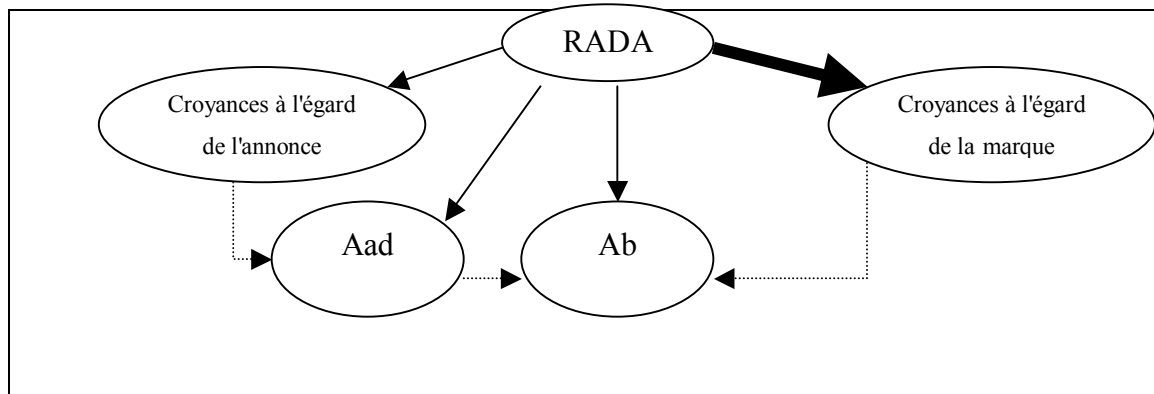 RADA
Croyances à l'égard
de l'annonce
Croyances à l'égard
de la marque
Aad
Ab